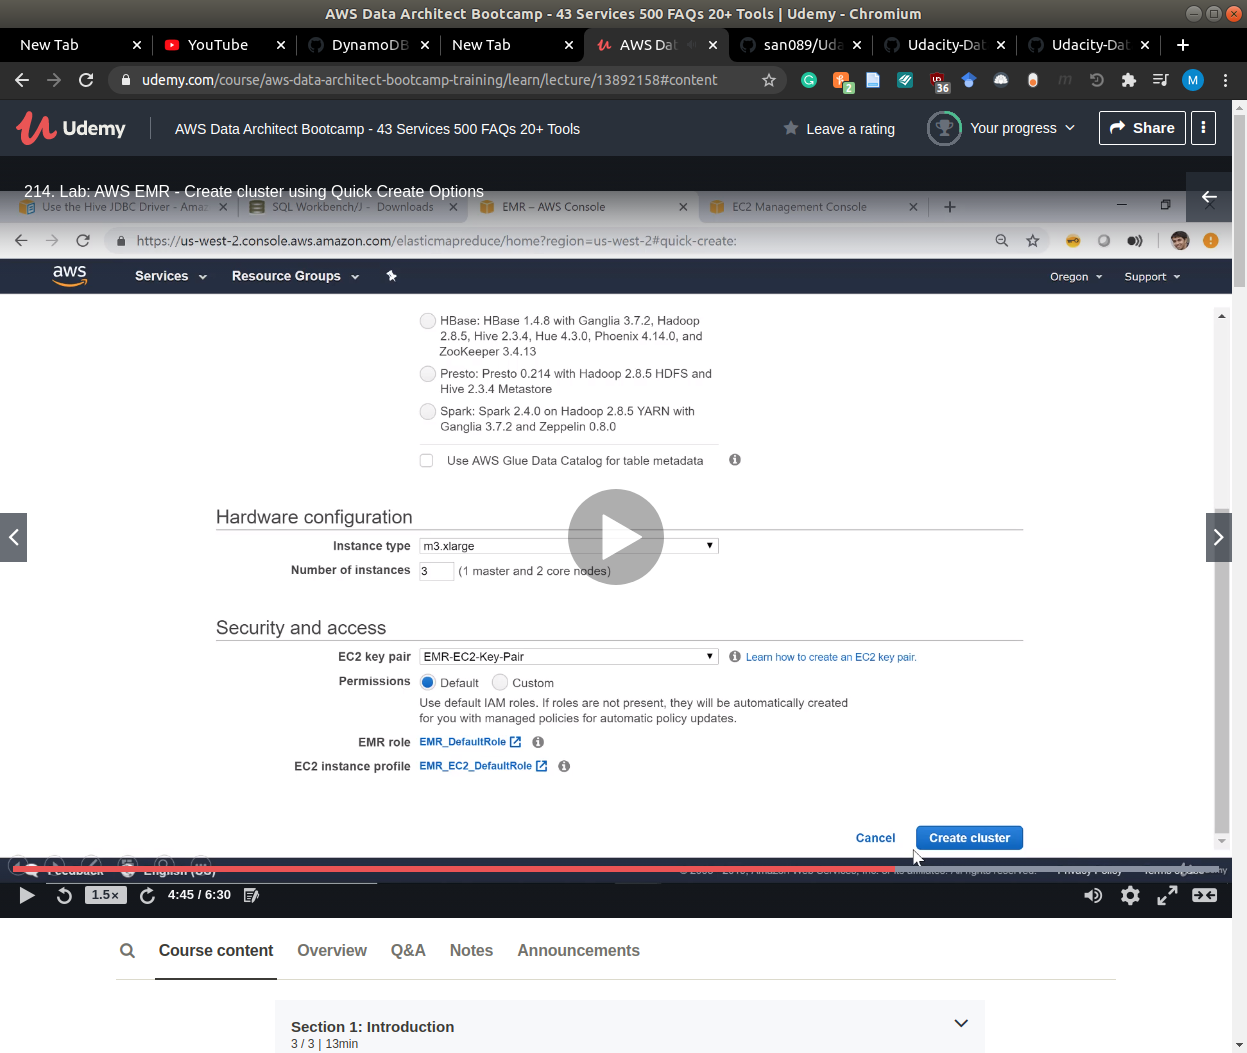 AWS Data Architect Bootcamp - 43 Services 500 FAQs 20+ Tools | Udemy - Chromium
New Tab
YouTube
DynamoDB
New Tab
AWS Dat
san089/Uda
Udacity-Dat
Udacity-Dat
udemy.com/course/aws-data-architect-bootcamp-training/learn/lecture/13892158#content
2
36
M
Udemy
AWS Data Architect Bootcamp - 43 Services 500 FAQs 20+ Tools
Leave a rating
Your progress
Share
214. Lab: AWS EMR - Create cluster using Quick Create Options
Use the Hive JDBC Driver - Amaz
SQL Workbench/J - Downloads
EMR – AWS Console
EC2 Management Console
https://us-west-2.console.aws.amazon.com/elasticmapreduce/home?region=us-west-2#quick-create:
aws
Services
Resource Groups
Oregon
Support
HBase: HBase 1.4.8 with Ganglia 3.7.2, Hadoop
2.8.5, Hive 2.3.4, Hue 4.3.0, Phoenix 4.14.0, and
ZooKeeper 3.4.13
Presto: Presto 0.214 with Hadoop 2.8.5 HDFS and
Hive 2.3.4 Metastore
Spark: Spark 2.4.0 on Hadoop 2.8.5 YARN with
Ganglia 3.7.2 and Zeppelin 0.8.0
Use AWS Glue Data Catalog for table metadata
Hardware configuration
Instance type
m3.xlarge
Number of instances
3
(1 master and 2 core nodes)
Security and access
EC2 key pair
EMR-EC2-Key-Pair
Learn how to create an EC2 key pair.
Permissions
Default
Custom
Use default IAM roles. If roles are not present, they will be automatically created
for you with managed policies for automatic policy updates.
EMR role
EMR_DefaultRole
EC2 instance profile
EMR_EC2_DefaultRole
Cancel
Create cluster
Feedback
English (US)
1.5×
4:45 / 6:30
Course content
Overview
Q&A
Notes
Announcements
Section 1: Introduction
3 / 3 | 13min